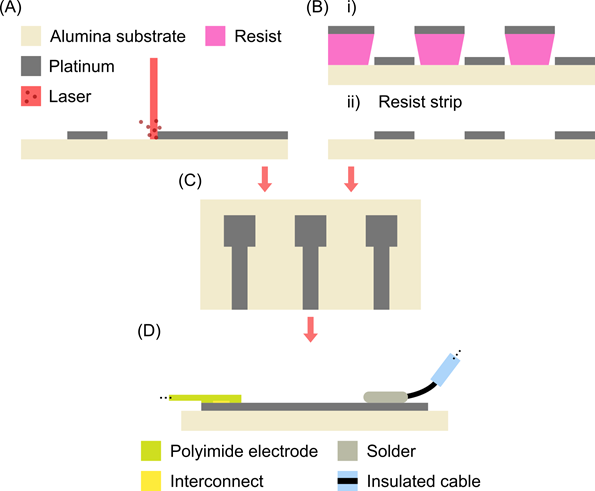 (A)
Alumina substrate
Resist
Platinum
Laser
(B)
i)
ii) Resist strip
(C)
(D)
Polyimide electrode
Solder
Interconnect
Insulated cable